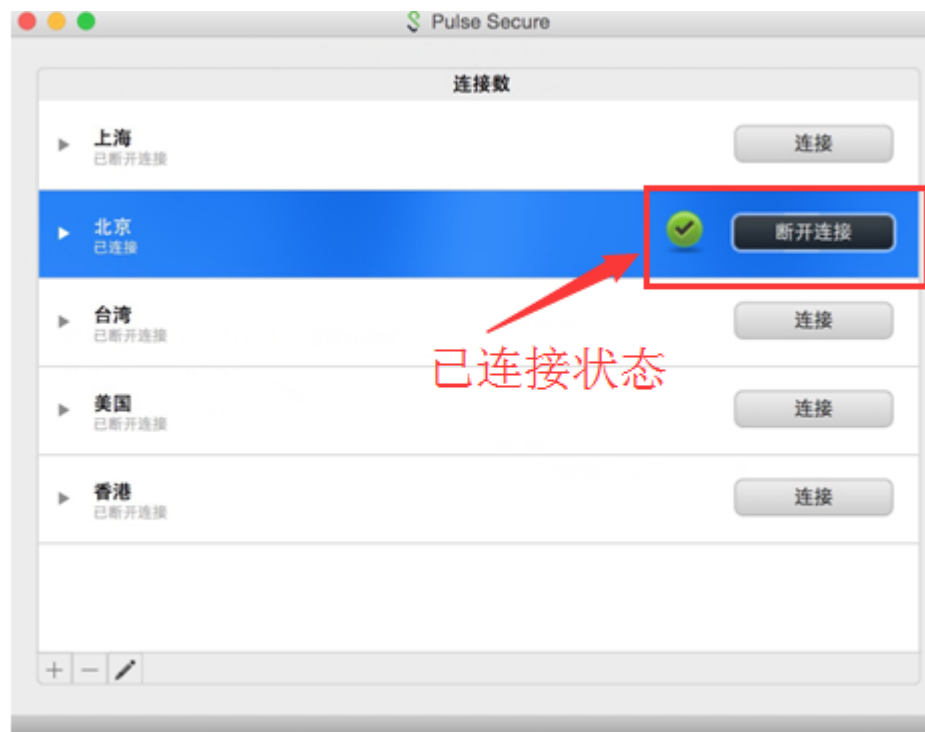 Pulse Secure
连接数
上海
已断开连接
连接
北京
已连接
断开连接
台湾
已断开连接
连接
已连接状态
美国
已断开连接
连接
香港
已断开连接
连接